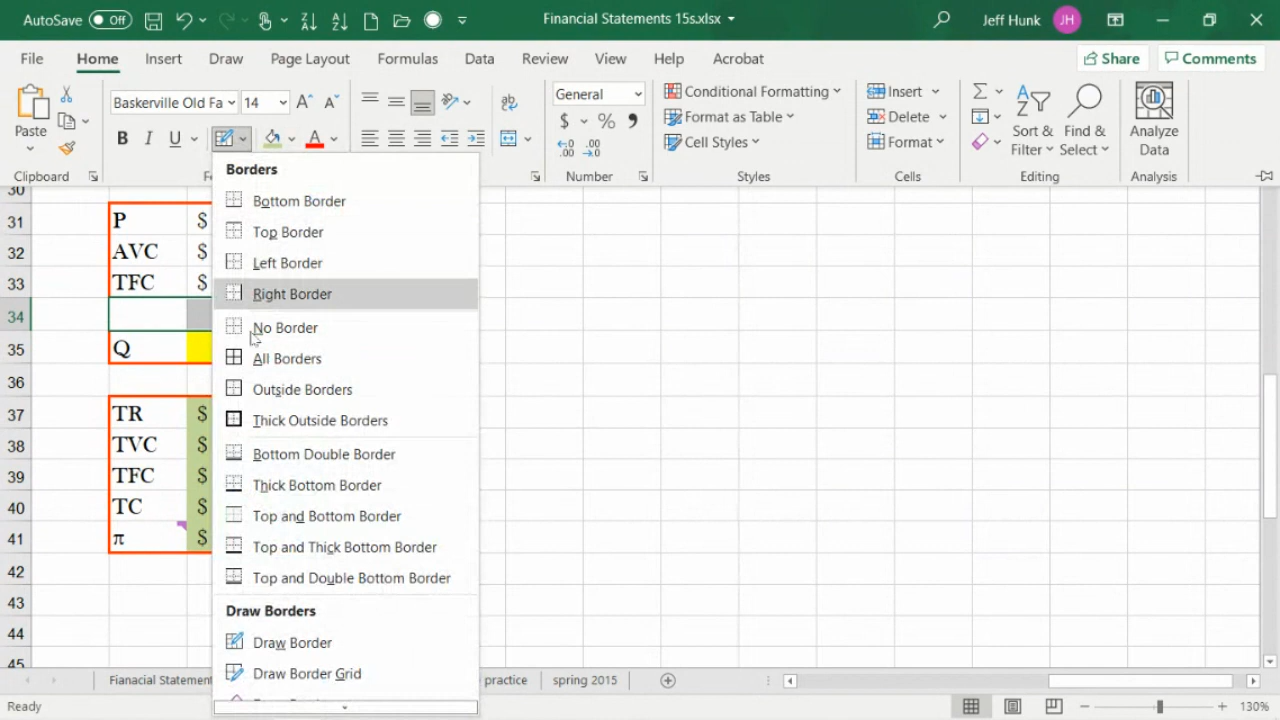 AutoSave Off Financial Statements 15s.xlsx Jeff Hunk JH
File Home Insert Draw Page Layout Formulas Data Review View Help Acrobat Share Comments
Paste
Baskerville Old Fa 14
B I U A
General
$ % 9
Conditional Formatting
Format as Table
Cell Styles
Insert
Delete
Format
Sort & Filter
Find & Select
Analyze Data
Clipboard Number Styles Cells Editing Analysis
Borders
Bottom Border
Top Border
Left Border
Right Border
No Border
All Borders
Outside Borders
Thick Outside Borders
Bottom Double Border
Thick Bottom Border
Top and Bottom Border
Top and Thick Bottom Border
Top and Double Bottom Border
Draw Borders
Draw Border
Draw Border Grid
30
31 P $
32 AVC $
33 TFC $
34
35 Q
36
37 TR $
38 TVC $
39 TFC $
40 TC $
41 π $
42
43
44
45
Fianacial Statement practice spring 2015
Ready 130%